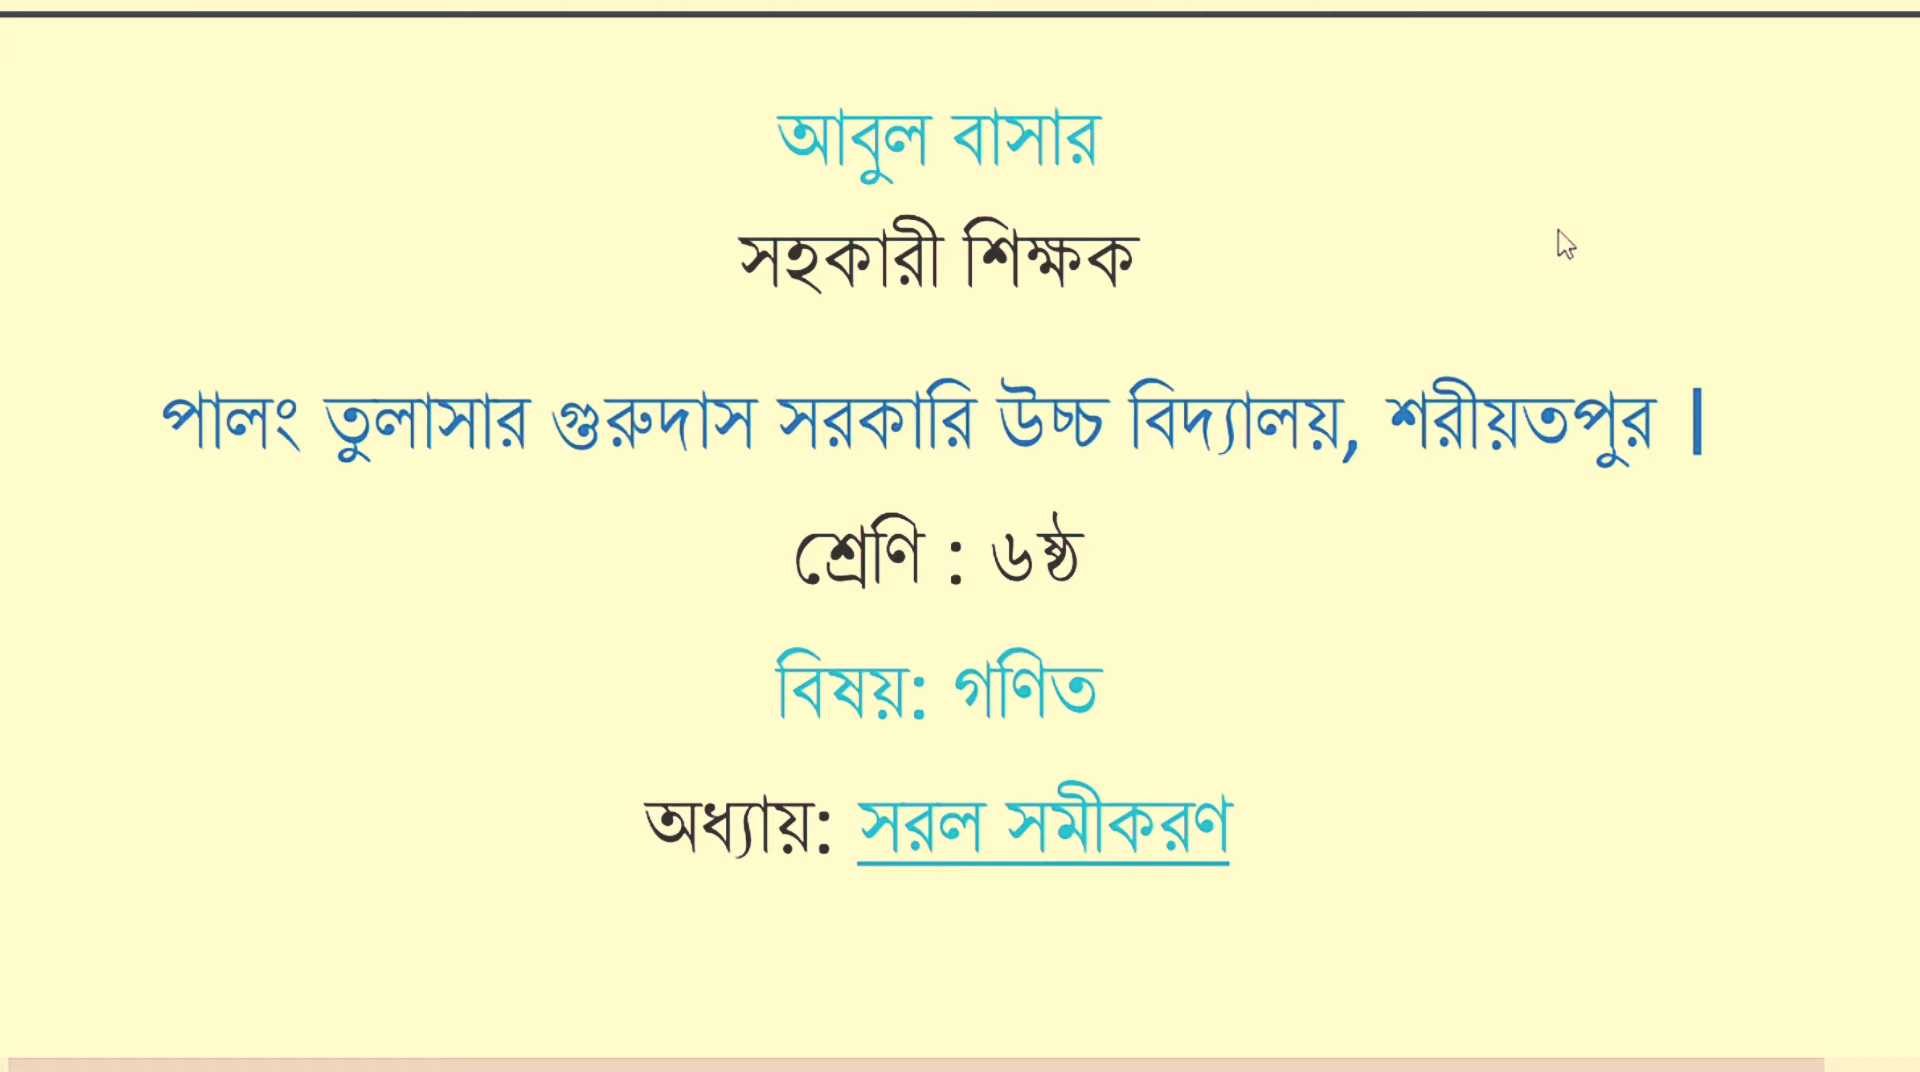 আবুল বাসার
সহকারী শিক্ষক
পালং তুলাসার গুরুদাস সরকারি উচ্চ বিদ্যালয়, শরীয়তপুর |
শ্রেণি : ৬ষ্ঠ
বিষয়: গণিত
অধ্যায়: সরল সমীকরণ